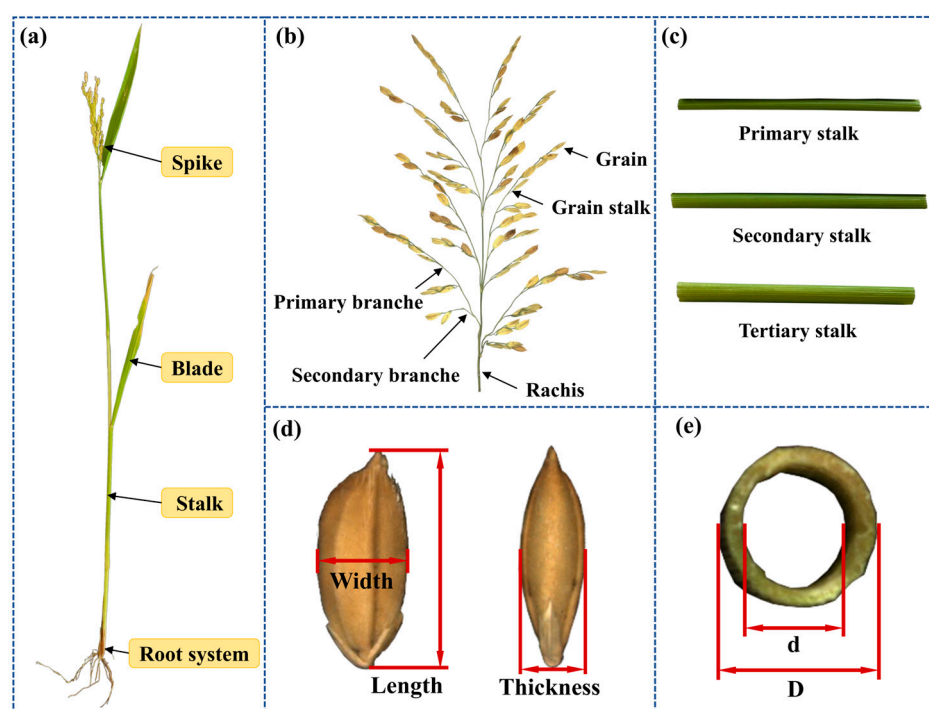 (a)
Spike
Blade
Stalk
Root system
(b)
Grain
Grain stalk
Primary branche
Secondary branche
Rachis
(c)
Primary stalk
Secondary stalk
Tertiary stalk
(d)
Width
Length
Thickness
(e)
d
D